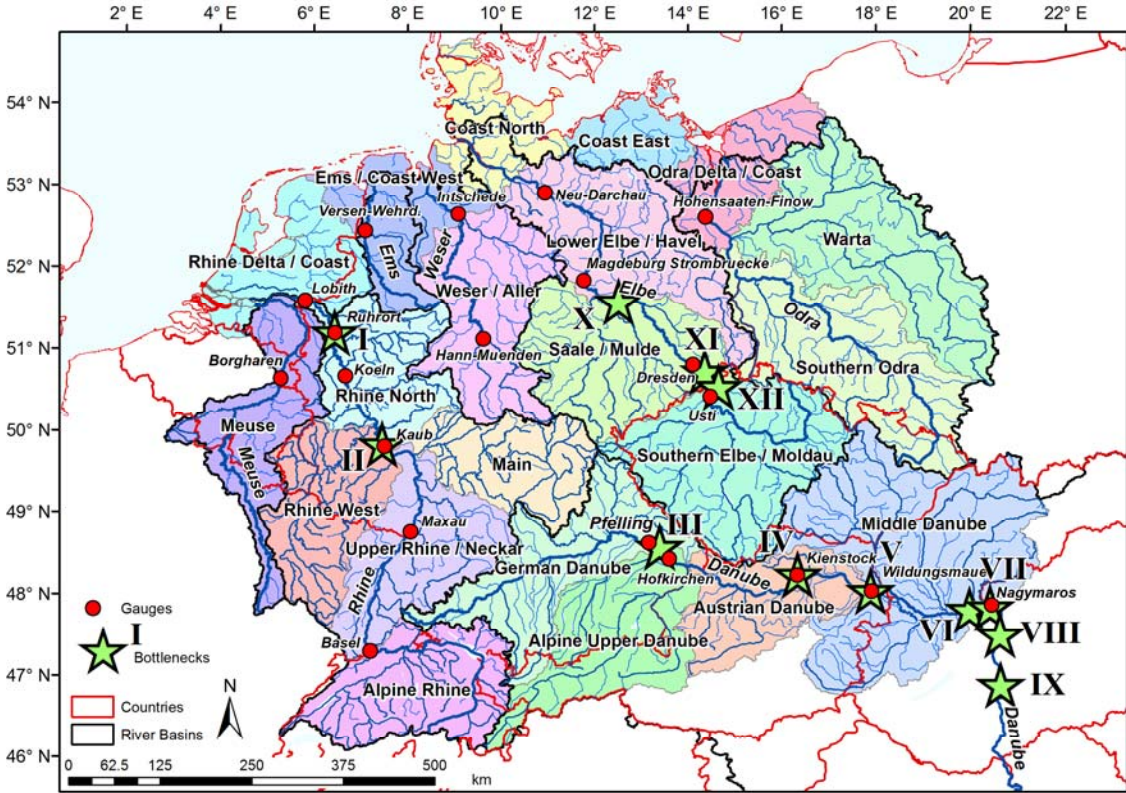 2° E 4° E 6° E 8° E 10° E 12° E 14° E 16° E 18° E 20° E 22° E
54° N
53° N
52° N
51° N
50° N
49° N
48° N
47° N
46° N
Coast North
Coast East
Ems / Coast West
Intschede
Neu-Darchau
Odra Delta / Coast
Hohensaaten-Finow
Versen-Wehrd.
Ems
Weser
Lower Elbe / Havel
Warta
Rhine Delta / Coast
Magdeburg Strombruecke
Lobith
Weser / Aller
Elbe
X
Odra
Ruhrort
I
Borgharen
Koeln
Hann-Muenden
Saale / Mulde
XI
Dresden
Southern Odra
Rhine North
Usti
XII
Meuse
Meuse
Kaub
II
Main
Southern Elbe / Moldau
Rhine West
Maxau
Upper Rhine / Neckar
Pfelling
III
Middle Danube
German Danube
Hofkirchen
Danube
IV
Kienstock
V
Wildungsmauer
VII
Nagymaros
Rhine
Austrian Danube
VI
VIII
Basel
Alpine Upper Danube
Alpine Rhine
IX
Danube
Gauges
I
Bottlenecks
Countries
River Basins
N
0 62.5 125 250 375 500
km